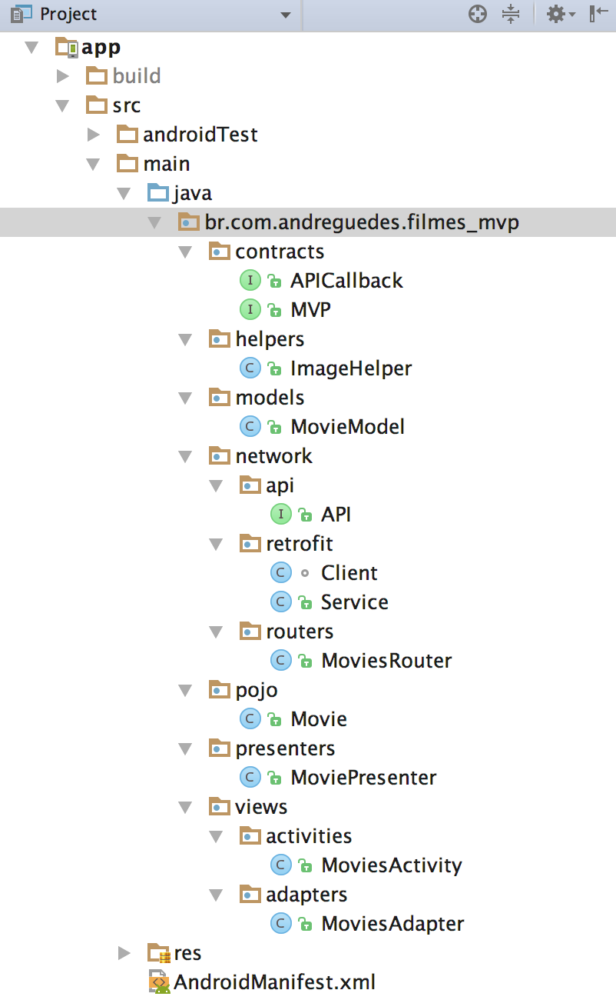 Project
app
build
src
androidTest
main
java
br.com.andreguedes.filmes_mvp
contracts
APICallback
MVP
helpers
ImageHelper
models
MovieModel
network
api
API
retrofit
Client
Service
routers
MoviesRouter
pojo
Movie
presenters
MoviePresenter
views
activities
MoviesActivity
adapters
MoviesAdapter
res
AndroidManifest.xml